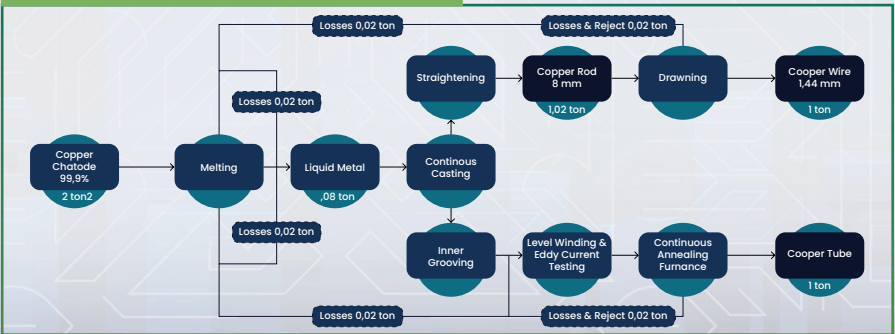 Losses 0,02 ton
Losses & Reject 0,02 ton
Straightening
Copper Rod
8 mm
1,02 ton
Drawning
Cooper Wire
1,44 mm
1 ton
Losses 0,02 ton
Copper
Chatode
99,9%
2 ton2
Melting
Liquid Metal
,08 ton
Continous
Casting
Losses 0,02 ton
Inner
Grooving
Level Winding &
Eddy Current
Testing
Continuous
Annealing
Furnance
Cooper Tube
1 ton
Losses 0,02 ton
Losses & Reject 0,02 ton